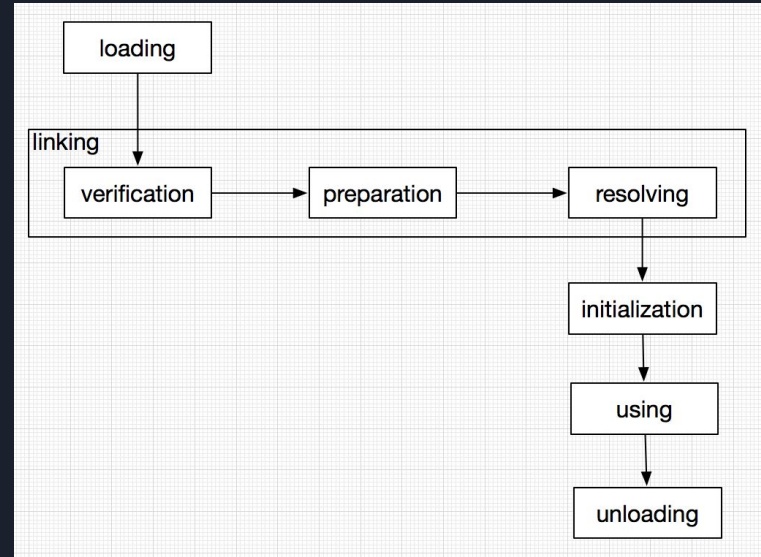 loading
linking
verification
preparation
resolving
initialization
using
unloading